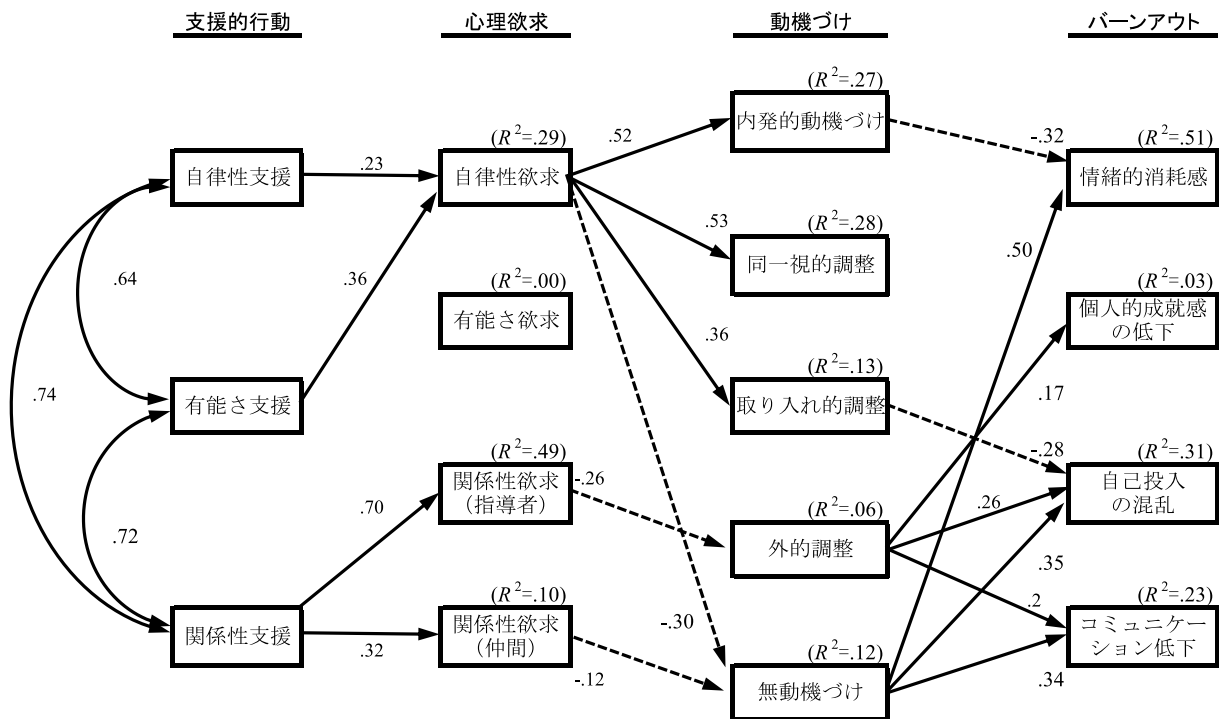 支援的行動
心理欲求
動機づけ
バーンアウト
自律性支援
有能さ支援
関係性支援
.64
.74
.72
.23
.36
.70
.32
(R²=.29)
自律性欲求
(R²=.00)
有能さ欲求
(R²=.49)
関係性欲求
(指導者)
(R²=.10)
関係性欲求
(仲間)
.52
.53
.36
-.26
-.30
-.12
(R²=.27)
内発的動機づけ
(R²=.28)
同一視的調整
(R²=.13)
取り入れ的調整
(R²=.06)
外的調整
(R²=.12)
無動機づけ
-.32
.50
.17
-.28
.26
.35
.2
.34
(R²=.51)
情緒的消耗感
(R²=.03)
個人的成就感
の低下
(R²=.31)
自己投入
の混乱
(R²=.23)
コミュニケー
ション低下